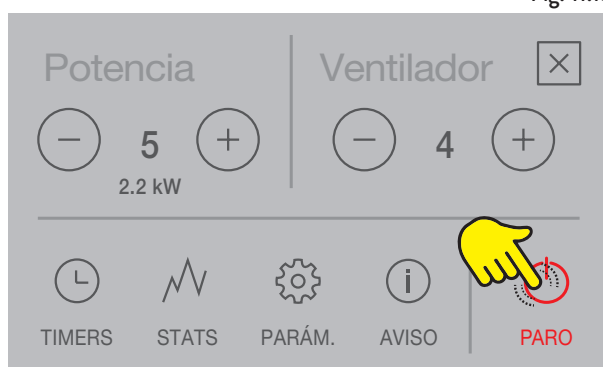 Potencia
Ventilador
5
4
2.2 kW
TIMERS
STATS
PARÁM.
AVISO
PARO